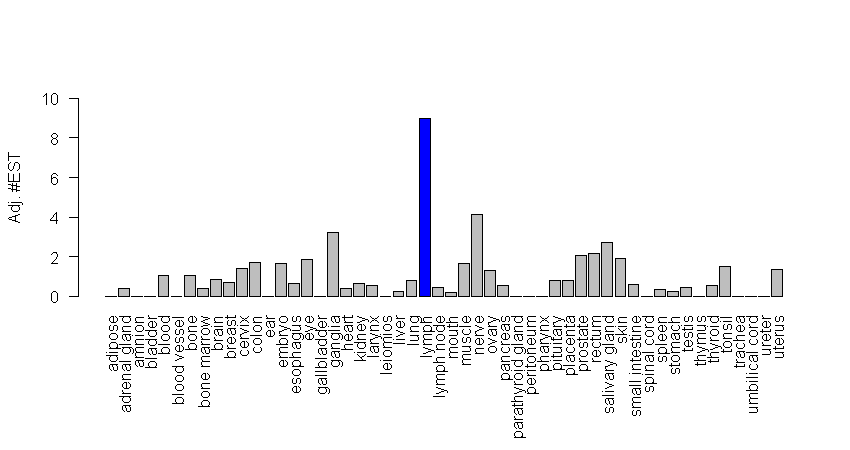 Adj. #EST
10
8
6
4
2
0
adipose
adrenal gland
amnion
bladder
blood
blood vessel
bone
bone marrow
brain
breast
cervix
colon
ear
embryo
esophagus
eye
gallbladder
ganglia
heart
kidney
larynx
leiomios
liver
lung
lymph
lymph node
mouth
muscle
nerve
ovary
pancreas
parathyroid gland
peritoneum
pharynx
pituitary
placenta
prostate
rectum
salivary gland
skin
small intestine
spinal cord
spleen
stomach
testis
thymus
thyroid
tonsil
trachea
umbilical cord
ureter
uterus